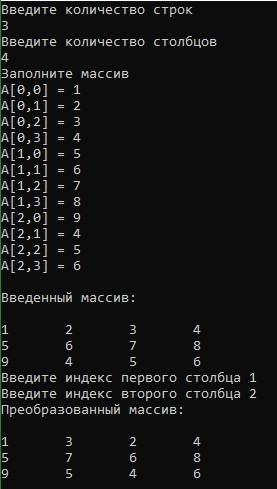 Введите количество строк
3
Введите количество столбцов
4
Заполните массив
A[0,0] = 1
A[0,1] = 2
A[0,2] = 3
A[0,3] = 4
A[1,0] = 5
A[1,1] = 6
A[1,2] = 7
A[1,3] = 8
A[2,0] = 9
A[2,1] = 4
A[2,2] = 5
A[2,3] = 6
Введенный массив:
1 2 3 4
5 6 7 8
9 4 5 6
Введите индекс первого столбца 1
Введите индекс второго столбца 2
Преобразованный массив:
1 3 2 4
5 7 6 8
9 5 4 6